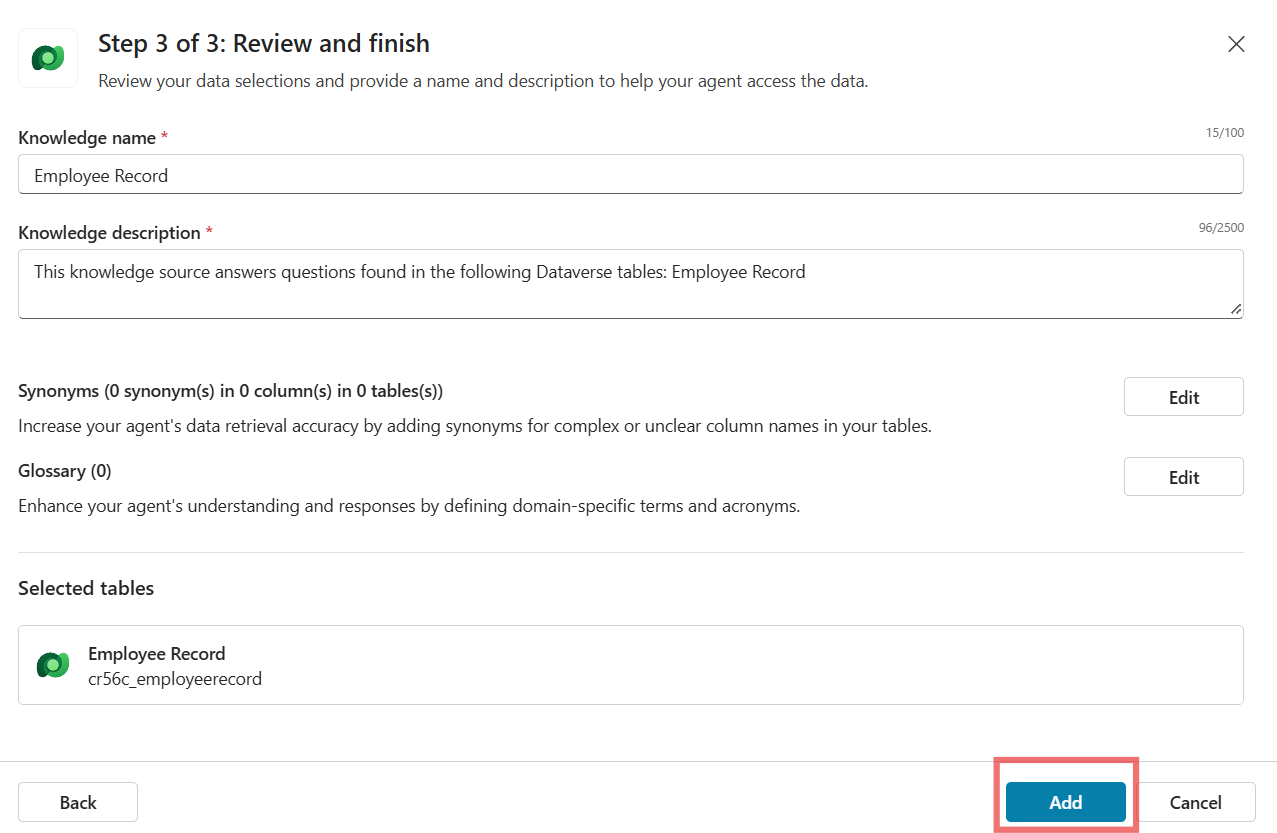 Step 3 of 3: Review and finish
Review your data selections and provide a name and description to help your agent access the data.
Knowledge name *
15/100
Employee Record
Knowledge description *
96/2500
This knowledge source answers questions found in the following Dataverse tables: Employee Record
Synonyms (0 synonym(s) in 0 column(s) in 0 tables(s))
Edit
Increase your agent's data retrieval accuracy by adding synonyms for complex or unclear column names in your tables.
Glossary (0)
Edit
Enhance your agent's understanding and responses by defining domain-specific terms and acronyms.
Selected tables
Employee Record
cr56c_employeerecord
Back
Add
Cancel